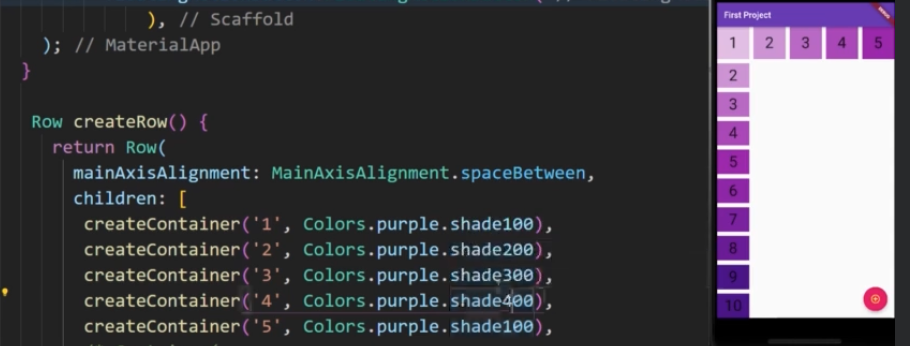 ), // Scaffold
); // MaterialApp
}
Row createRow() {
return Row(
mainAxisAlignment: MainAxisAlignment.spaceBetween,
children: [
createContainer('1', Colors.purple.shade100),
createContainer('2', Colors.purple.shade200),
createContainer('3', Colors.purple.shade300),
createContainer('4', Colors.purple.shade400),
createContainer('5', Colors.purple.shade100),
First Project
1 2 3 4 5
2
3
4
5
6
7
8
9
10